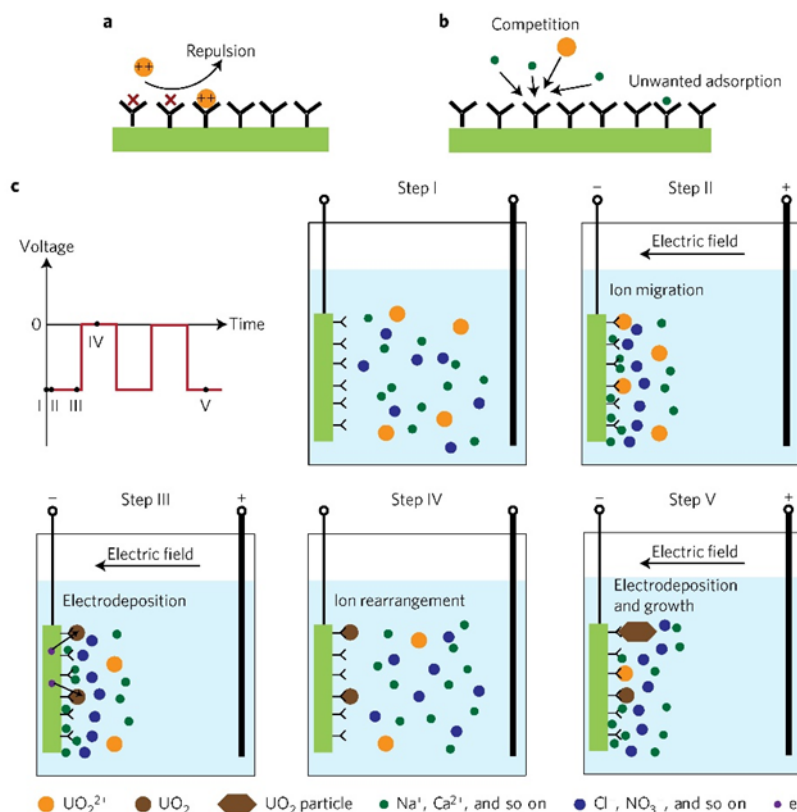 a
Repulsion
++
++
b
Competition
Unwanted adsorption
c
Voltage
0
Time
I II III
IV
V
Step I
− Step II +
Electric field
Ion migration
− Step III +
Electric field
Electrodeposition
Step IV
Ion rearrangement
− Step V +
Electric field
Electrodeposition
and growth
UO₂²⁺ UO₂ UO₂ particle Na⁺, Ca²⁺, and so on Cl⁻, NO₃⁻, and so on e